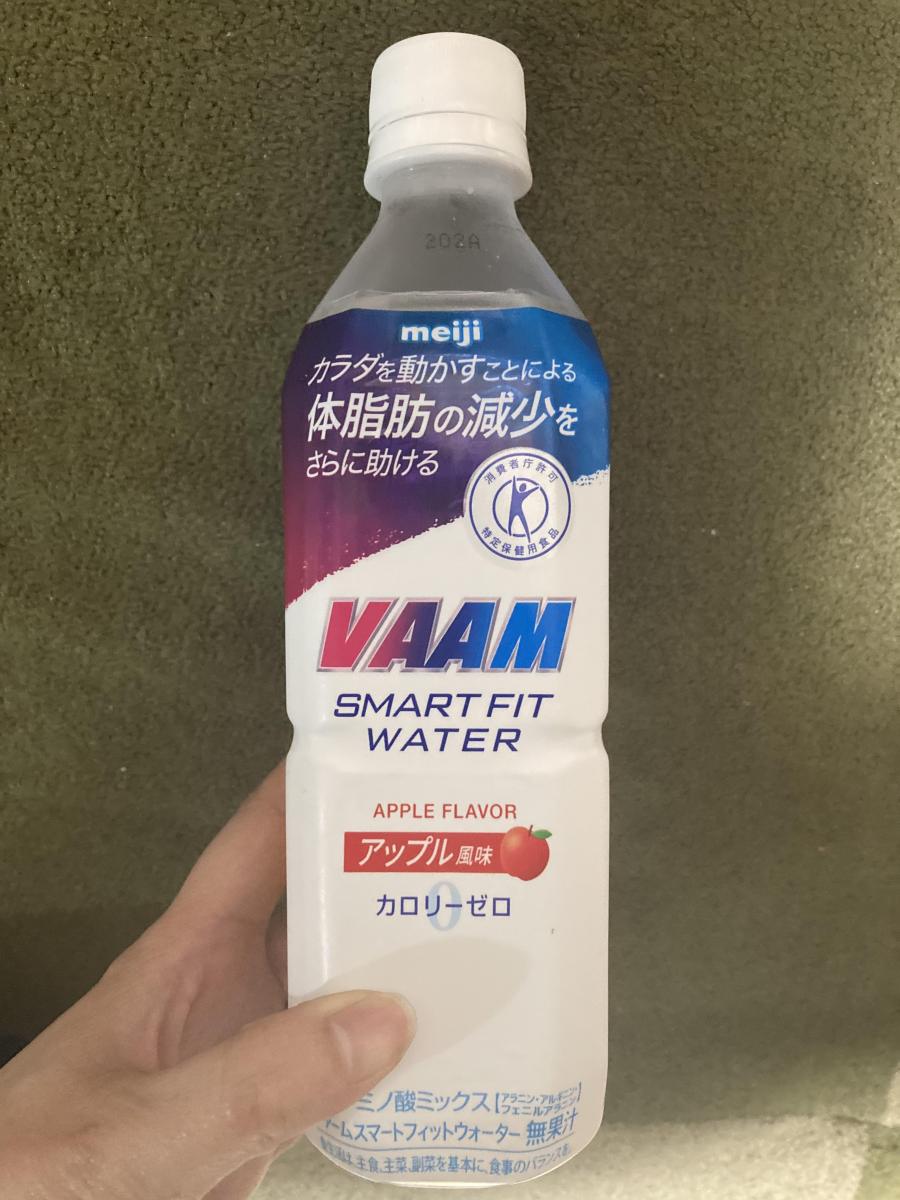 202A
meiji
カラダを動かすことによる
体脂肪の減少を
さらに助ける
消費者庁許可
特定保健用食品
VAAM
SMART FIT
WATER
APPLE FLAVOR
アップル風味
0
カロリーゼロ
ミノ酸ミックス【アラニン・アルギニン・
フェニルアラニン】
ームスマートフィットウォーター 無果汁
主食、主菜、副菜を基本に、食事のバランスを。